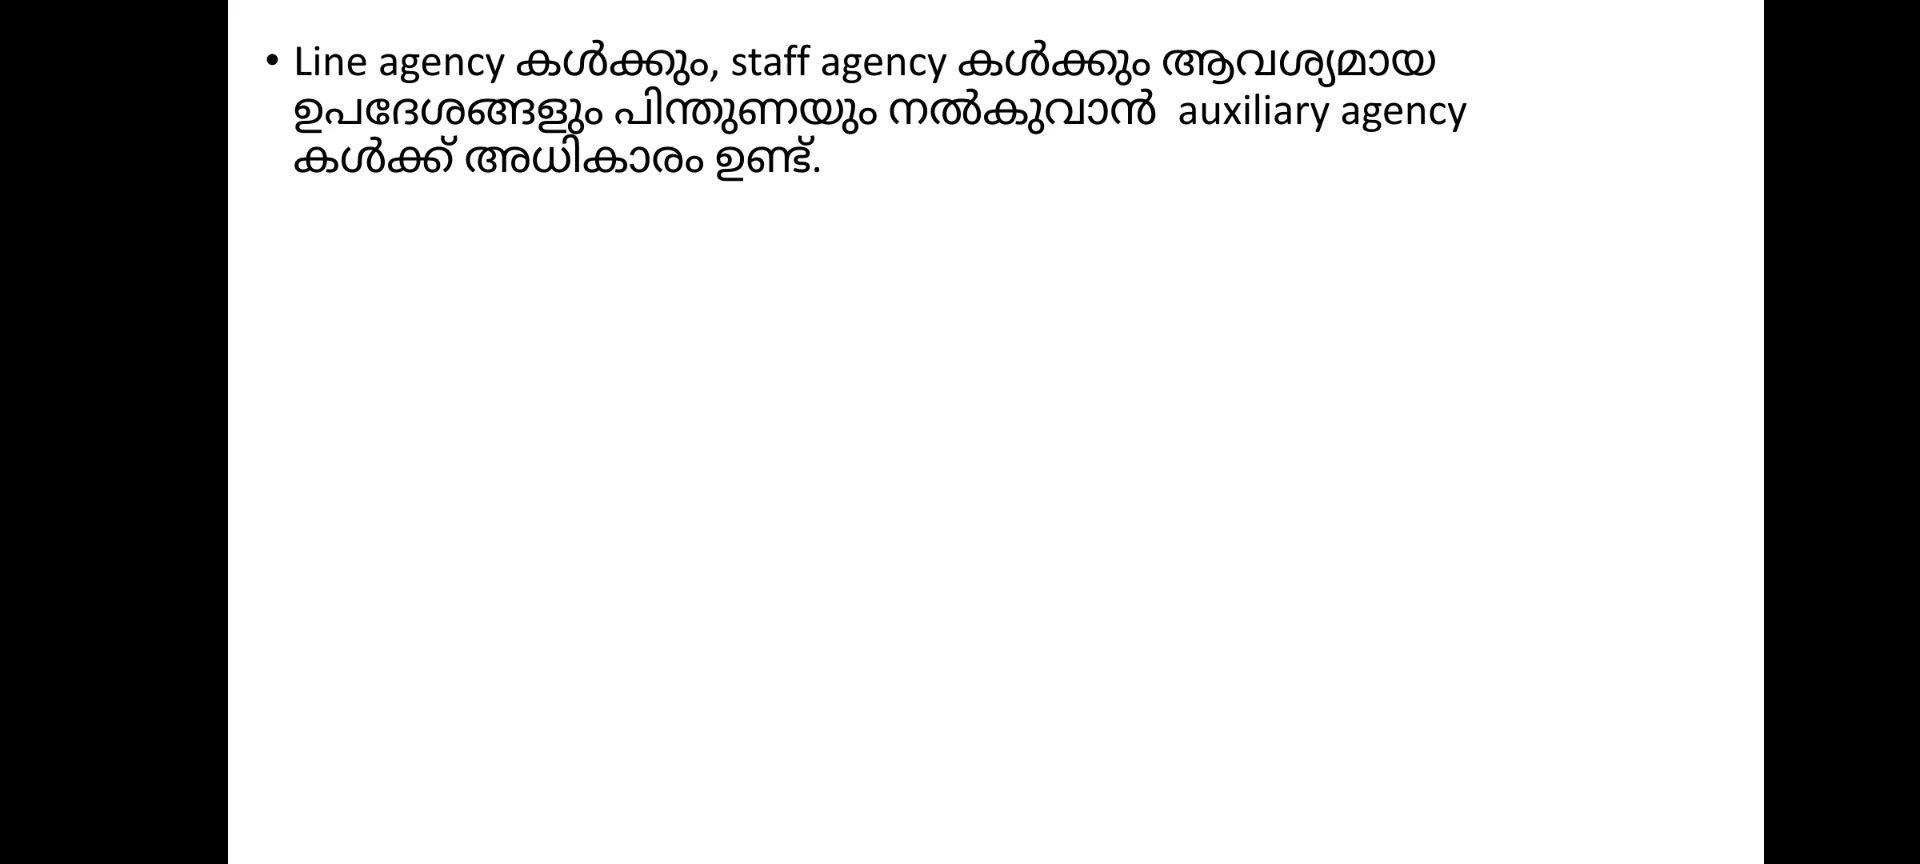 • Line agency കൾക്കും, staff agency കൾക്കും ആവശ്യമായ
ഉപദേശങ്ങളും പിന്തുണയും നൽകുവാൻ  auxiliary agency
കൾക്ക് അധികാരം ഉണ്ട്.